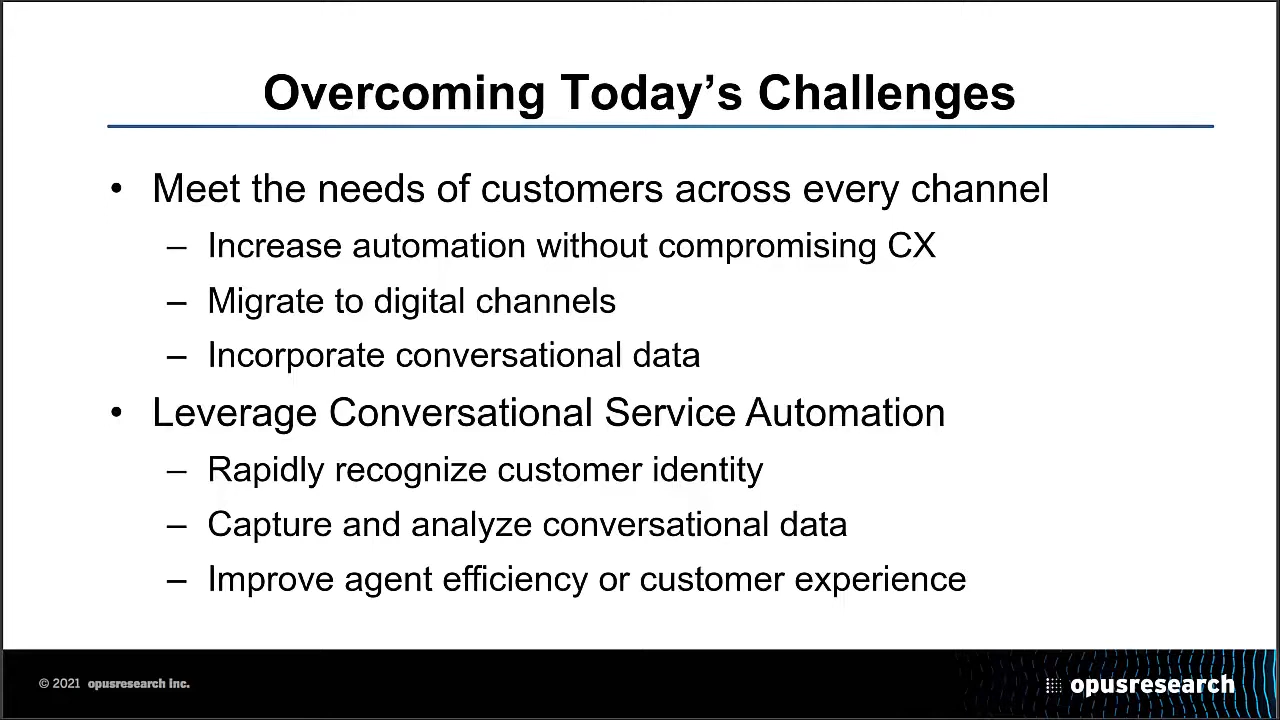 Overcoming Today’s Challenges
• Meet the needs of customers across every channel
– Increase automation without compromising CX
– Migrate to digital channels
– Incorporate conversational data
• Leverage Conversational Service Automation
– Rapidly recognize customer identity
– Capture and analyze conversational data
– Improve agent efficiency or customer experience
© 2021 opusresearch Inc.
opusresearch